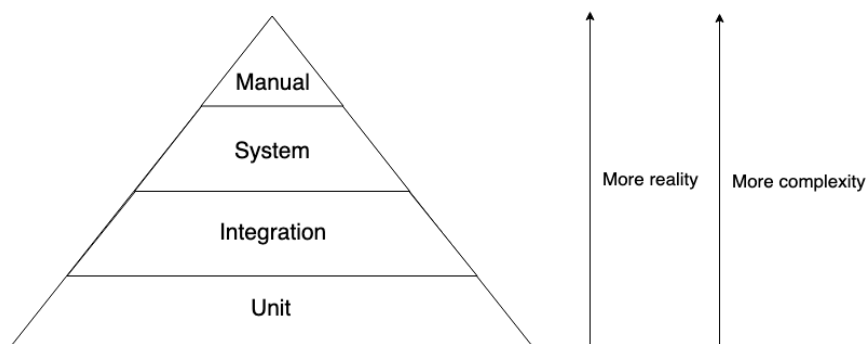 Manual
System
Integration
Unit
More reality
More complexity